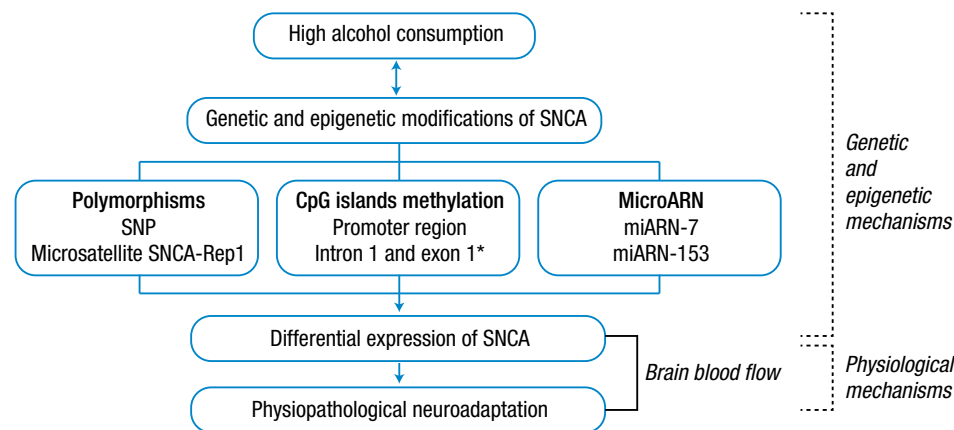 High alcohol consumption
Genetic and epigenetic modifications of SNCA
Polymorphisms
SNP
Microsatellite SNCA-Rep1
CpG islands methylation
Promoter region
Intron 1 and exon 1*
MicroARN
miARN-7
miARN-153
Differential expression of SNCA
Physiopathological neuroadaptation
Brain blood flow
Genetic
and
epigenetic
mechanisms
Physiological
mechanisms